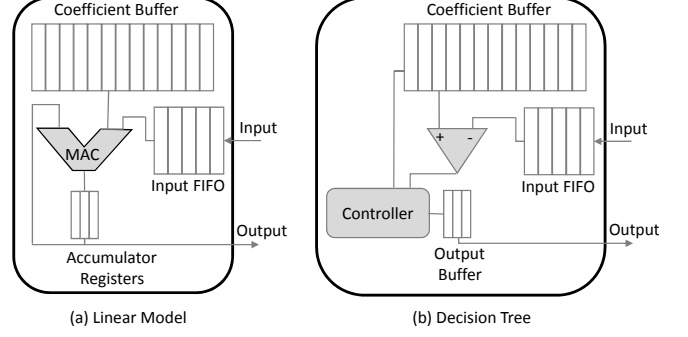 Coefficient Buffer
MAC
Input
Input FIFO
Output
Accumulator
Registers
(a) Linear Model
Coefficient Buffer
+ -
Input
Input FIFO
Controller
Output
Output
Buffer
(b) Decision Tree